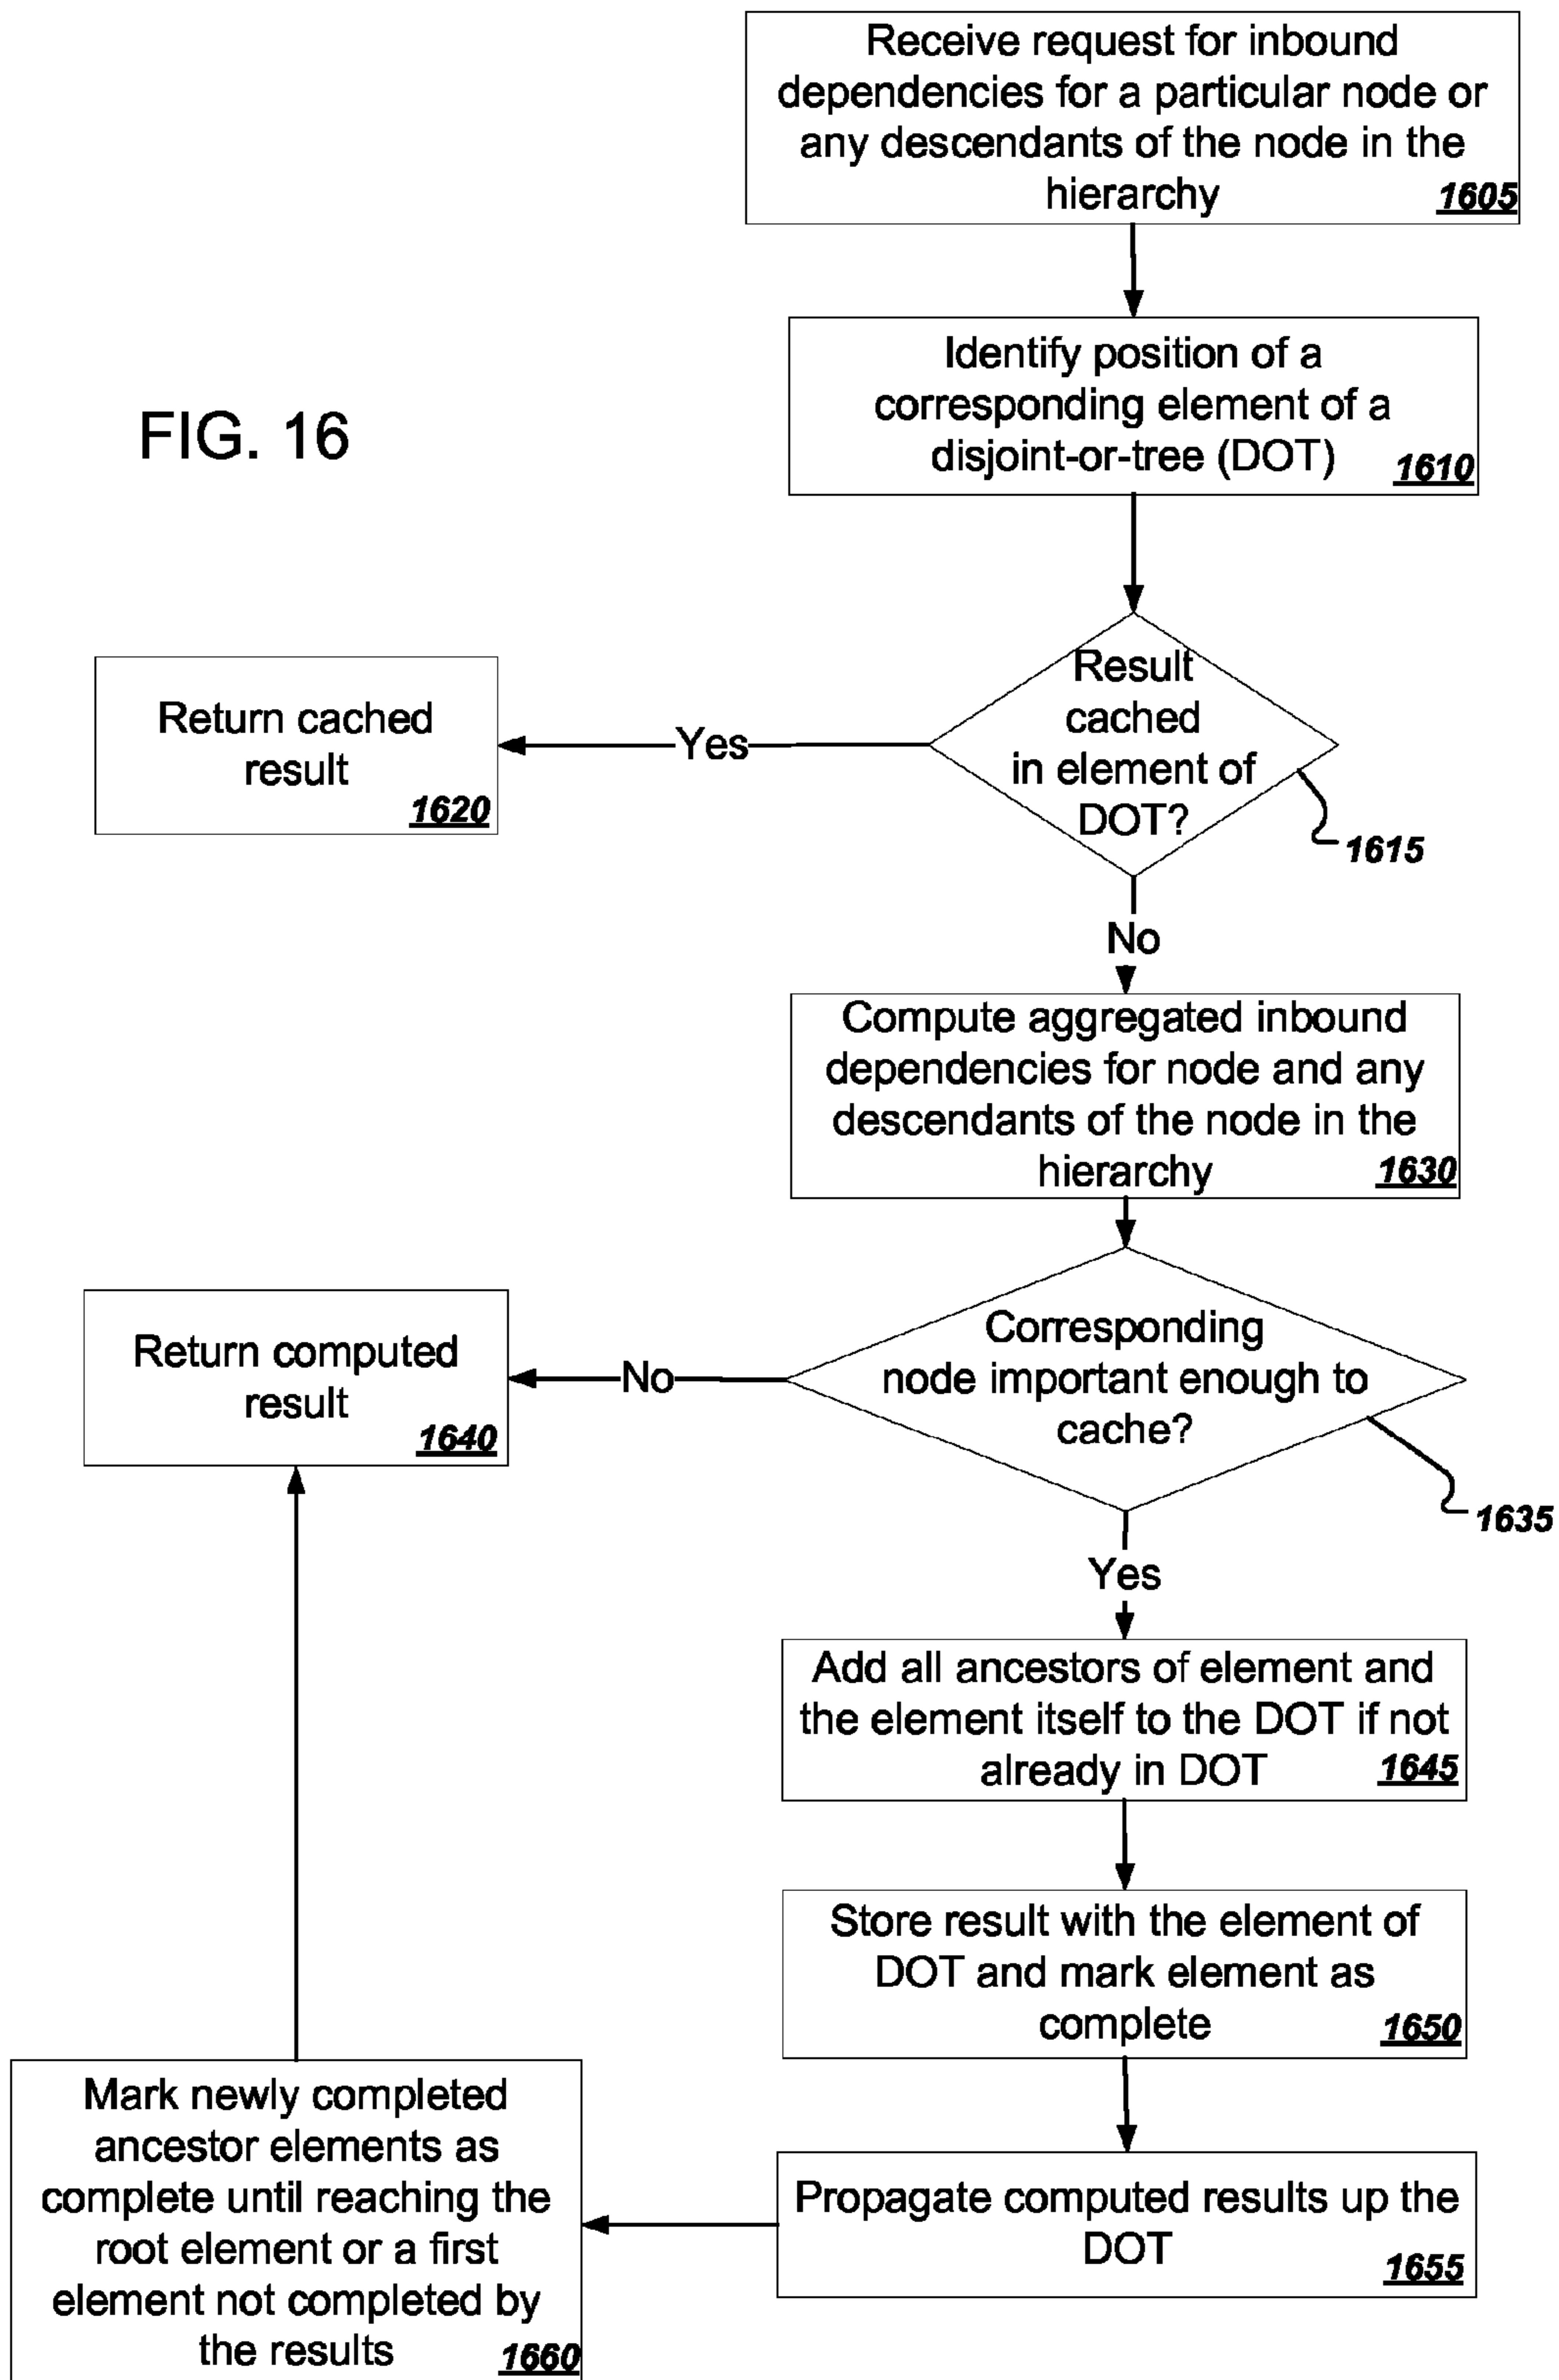 Receive request for inbound
dependencies for a particular node or
any descendants of the node in the
hierarchy
1605
Identify position of a
corresponding element of a
disjoint-or-tree (DOT)
1610
FIG. 16
Result
cached
in element of
DOT?
1615
Yes
Return cached
result
1620
No
Compute aggregated inbound
dependencies for node and any
descendants of the node in the
hierarchy
1630
Corresponding
node important enough to
cache?
1635
No
Return computed
result
1640
Yes
Add all ancestors of element and
the element itself to the DOT if not
already in DOT
1645
Store result with the element of
DOT and mark element as
complete
1650
Propagate computed results up the
DOT
1655
Mark newly completed
ancestor elements as
complete until reaching the
root element or a first
element not completed by
the results
1660